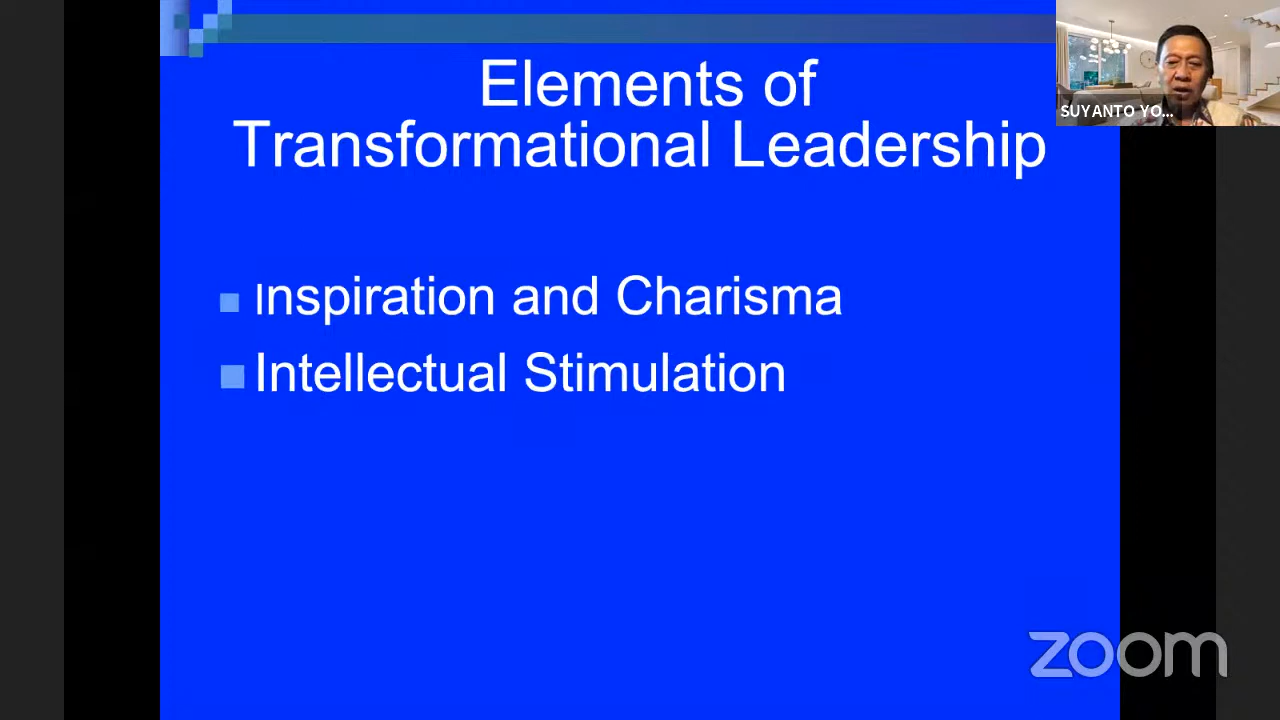 Elements of
Transformational Leadership
SUYANTO YO...
Inspiration and Charisma
Intellectual Stimulation
zoom